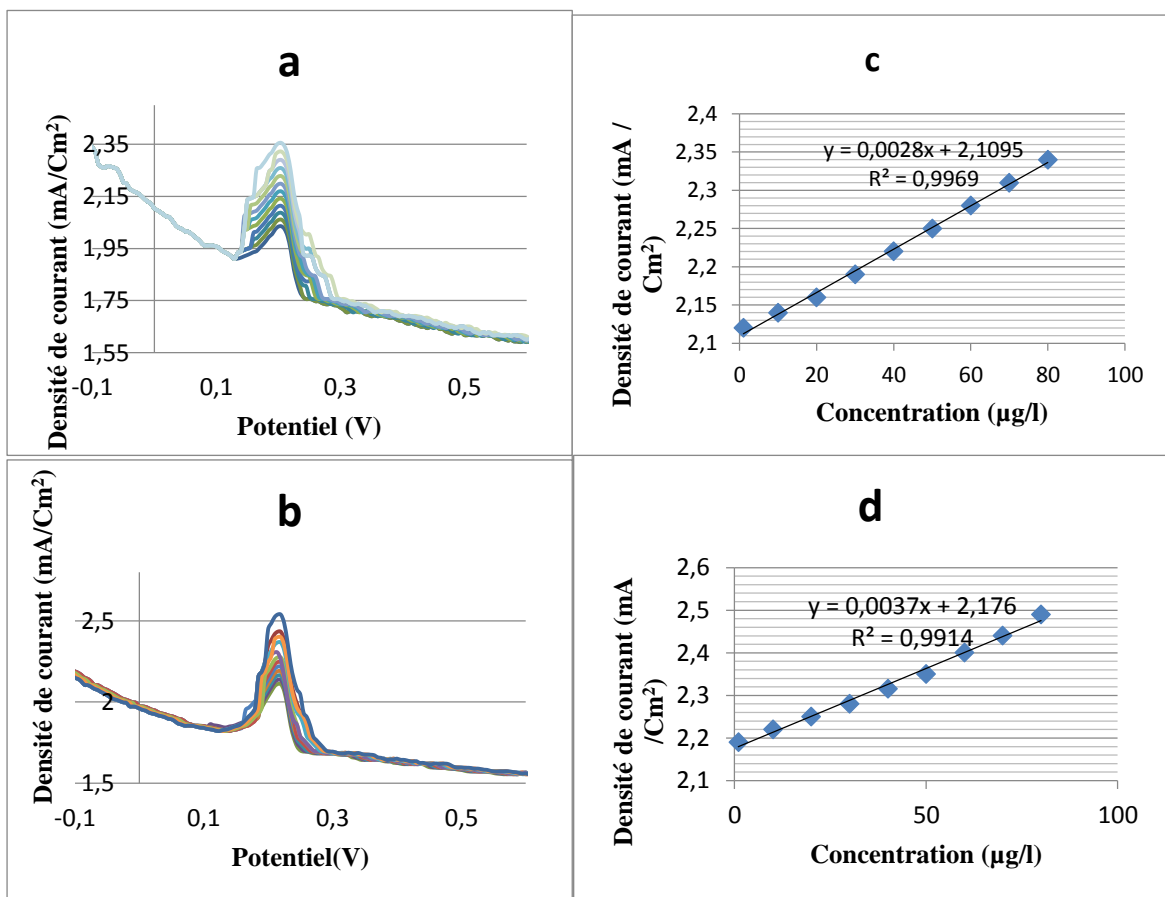 a
Densité de courant (mA/Cm²)
2,35
2,15
1,95
1,75
1,55
-0,1
0,1
0,3
0,5
Potentiel (V)
c
Densité de courant (mA /
Cm²)
2,4
2,35
2,3
2,25
2,2
2,15
2,1
y = 0,0028x + 2,1095
R² = 0,9969
0
20
40
60
80
100
Concentration (µg/l)
b
Densité de courant (mA/Cm²)
2,5
2
1,5
-0,1
0,1
0,3
0,5
Potentiel(V)
d
Densité de courant (mA
/Cm²)
2,6
2,5
2,4
2,3
2,2
2,1
y = 0,0037x + 2,176
R² = 0,9914
0
50
100
Concentration (µg/l)